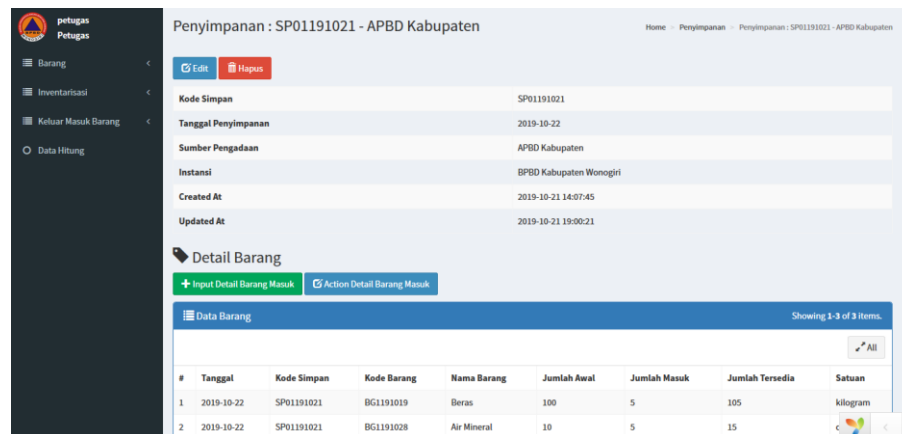 petugas
Petugas
Barang
Inventarisasi
Keluar Masuk Barang
Data Hitung
Penyimpanan : SP01191021 - APBD Kabupaten
Home > Penyimpanan > Penyimpanan : SP01191021 - APBD Kabupaten
Edit Hapus
Kode Simpan SP01191021
Tanggal Penyimpanan 2019-10-22
Sumber Pengadaan APBD Kabupaten
Instansi BPBD Kabupaten Wonogiri
Created At 2019-10-21 14:07:45
Updated At 2019-10-21 19:00:21
Detail Barang
Input Detail Barang Masuk Action Detail Barang Masuk
Data Barang Showing 1-3 of 3 items.
All
# Tanggal Kode Simpan Kode Barang Nama Barang Jumlah Awal Jumlah Masuk Jumlah Tersedia Satuan
1 2019-10-22 SP01191021 BG1191019 Beras 100 5 105 kilogram
2 2019-10-22 SP01191021 BG1191028 Air Mineral 10 5 15